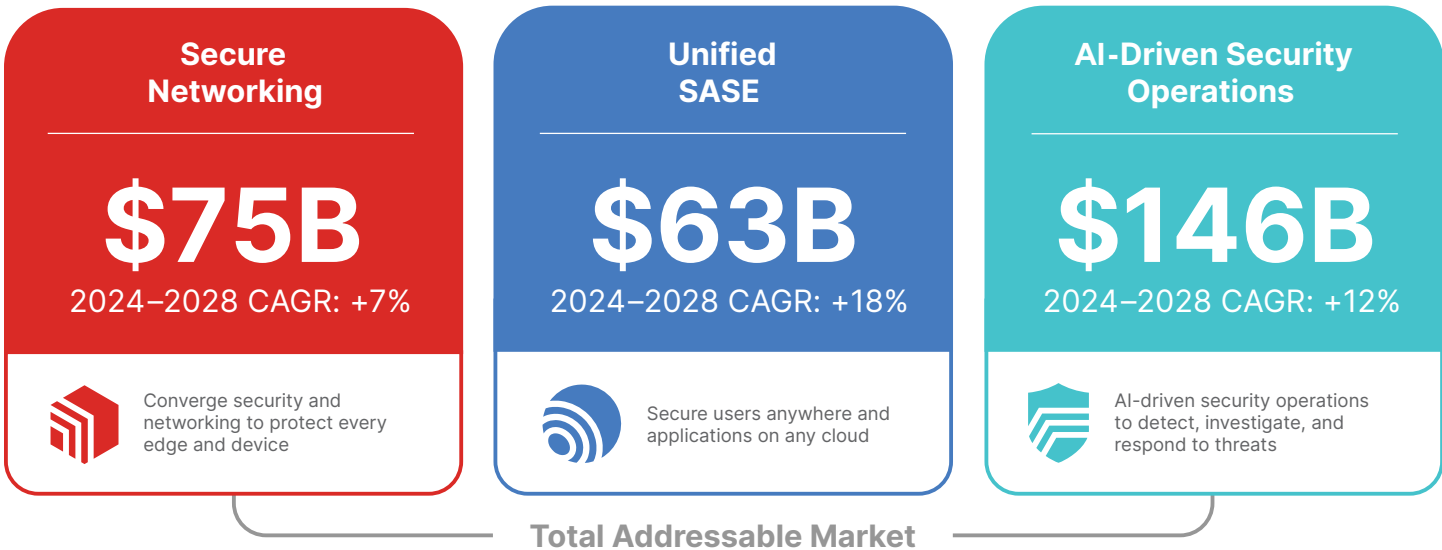 Secure
Networking
$75B
2024–2028 CAGR: +7%
Converge security and
networking to protect every
edge and device
Unified
SASE
$63B
2024–2028 CAGR: +18%
Secure users anywhere and
applications on any cloud
AI-Driven Security
Operations
$146B
2024–2028 CAGR: +12%
AI-driven security operations
to detect, investigate, and
respond to threats
Total Addressable Market